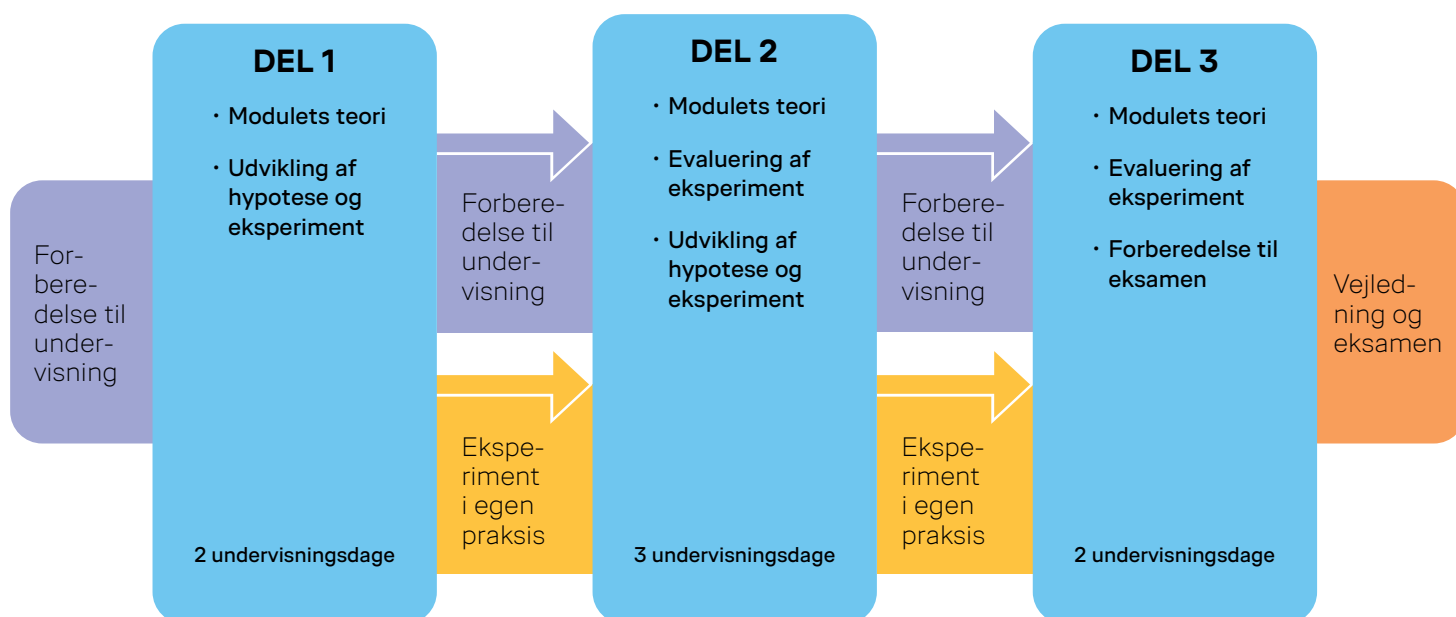 For-
bere-
delse til
under-
visning
DEL 1
· Modulets teori
· Udvikling af
hypotese og
eksperiment
2 undervisningsdage
Forbere-
delse til
under-
visning
Ekspe-
riment
i egen
praksis
DEL 2
· Modulets teori
· Evaluering af
eksperiment
· Udvikling af
hypotese og
eksperiment
3 undervisningsdage
Forbere-
delse til
under-
visning
Ekspe-
riment
i egen
praksis
DEL 3
· Modulets teori
· Evaluering af
eksperiment
· Forberedelse til
eksamen
2 undervisningsdage
Vejled-
ning og
eksamen